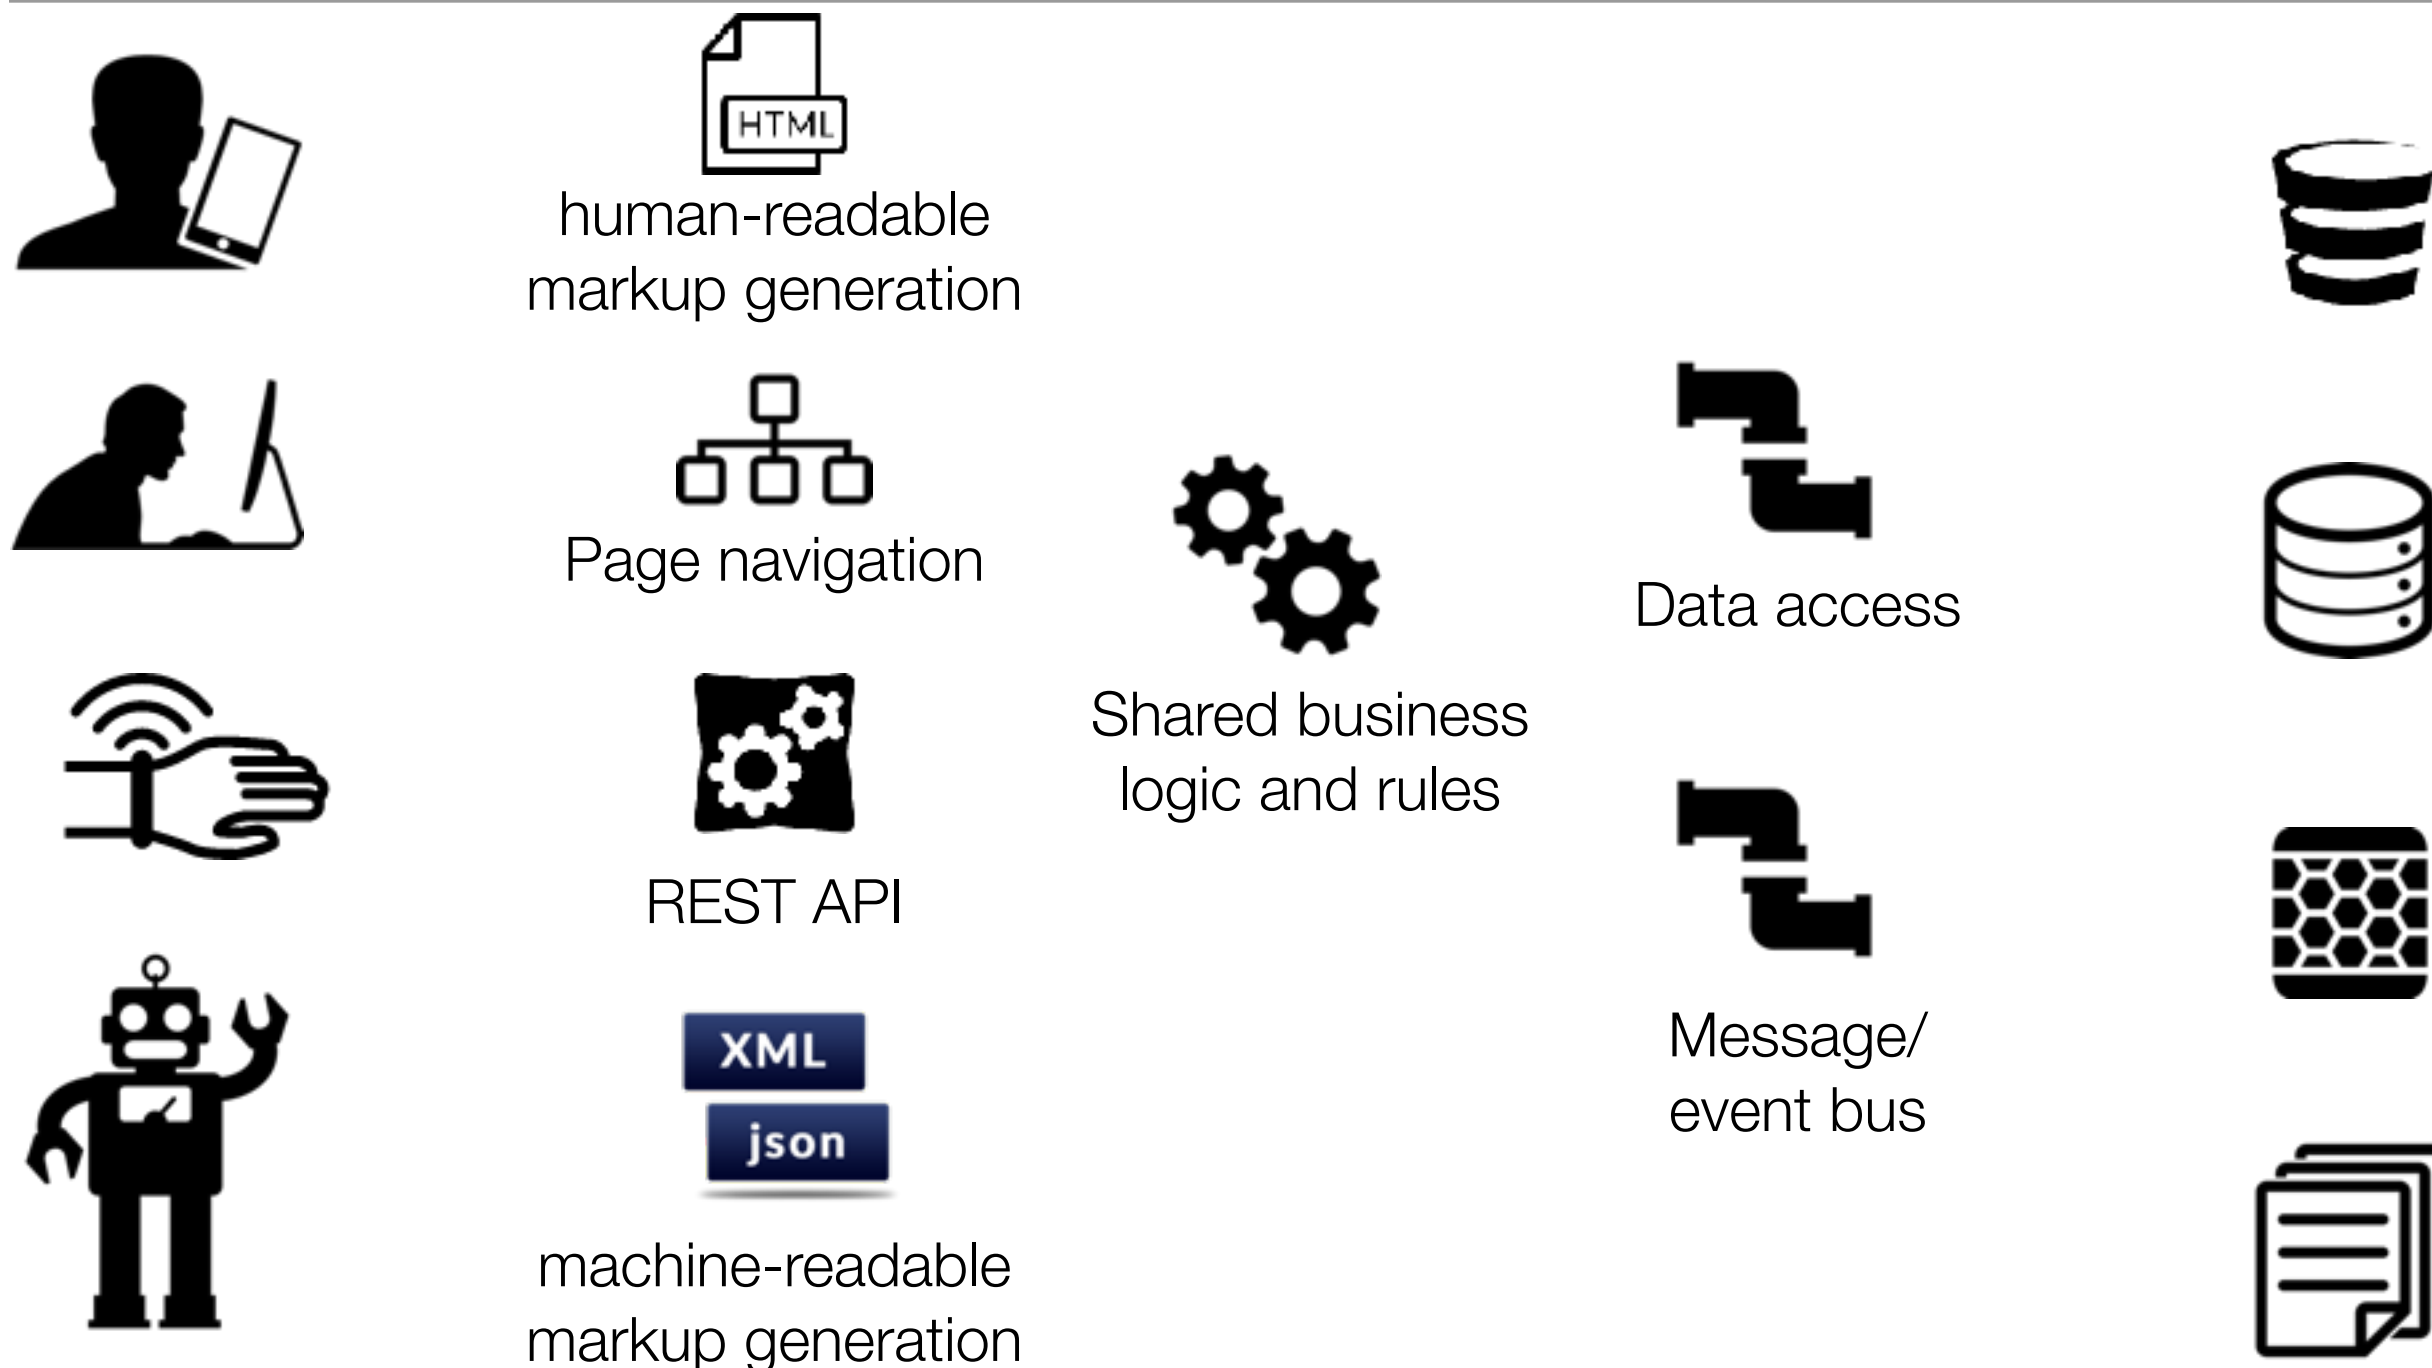 HTML
human-readable
markup generation
Page navigation
REST API
XML
json
machine-readable
markup generation
Shared business
logic and rules
Data access
Message/
event bus